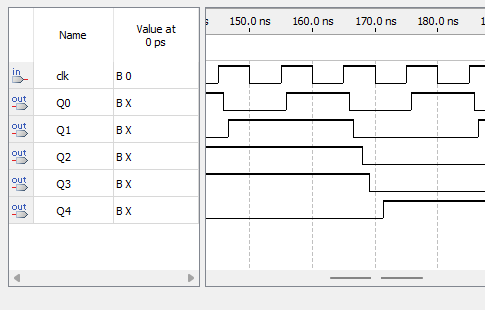 Name
Value at
0 ps
150.0 ns
160.0 ns
170.0 ns
180.0 ns
in
clk
B 0
out
Q0
B X
out
Q1
B X
out
Q2
B X
out
Q3
B X
out
Q4
B X